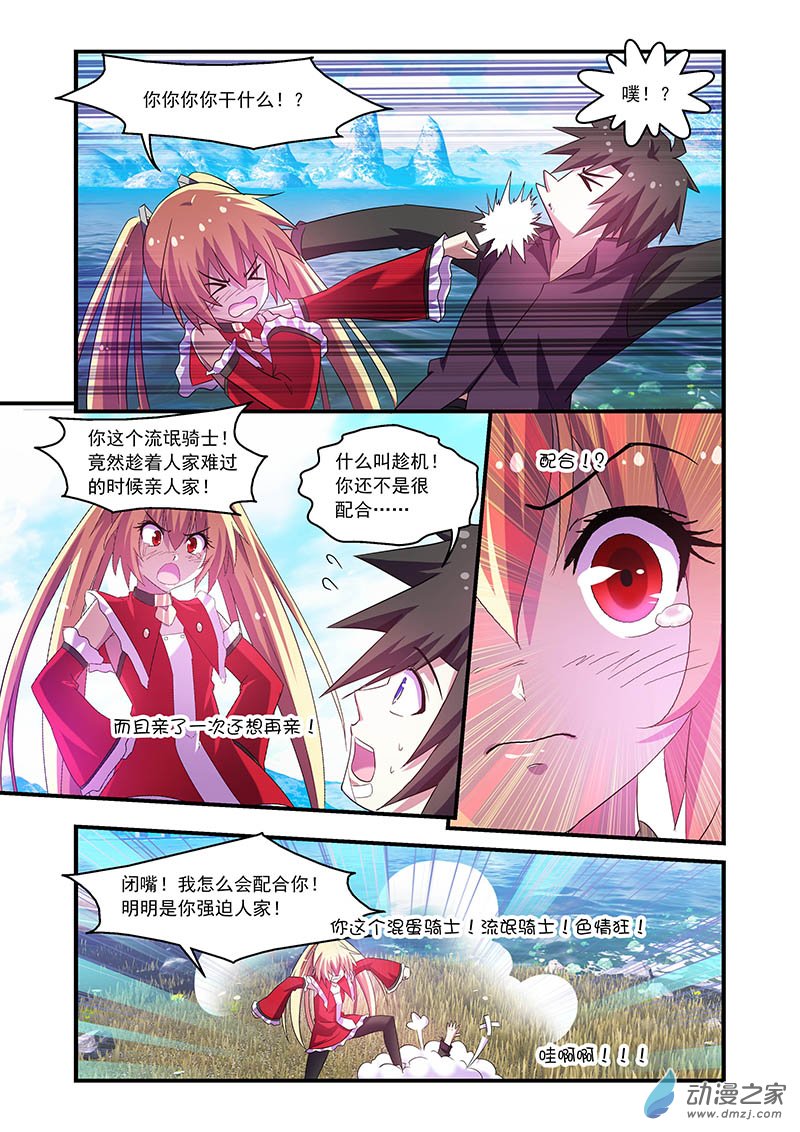 你你你你干什么！？
噗！？
你这个流氓骑士！
竟然趁着人家难过
的时候亲人家！
而且亲了一次还想再亲！
什么叫趁机！
你还不是很
配合……
配合！？
闭嘴！我怎么会配合你！
明明是你强迫人家！
你这个混蛋骑士！流氓骑士！色情狂！
哇啊啊！！！
动漫之家
www.dmzj.com